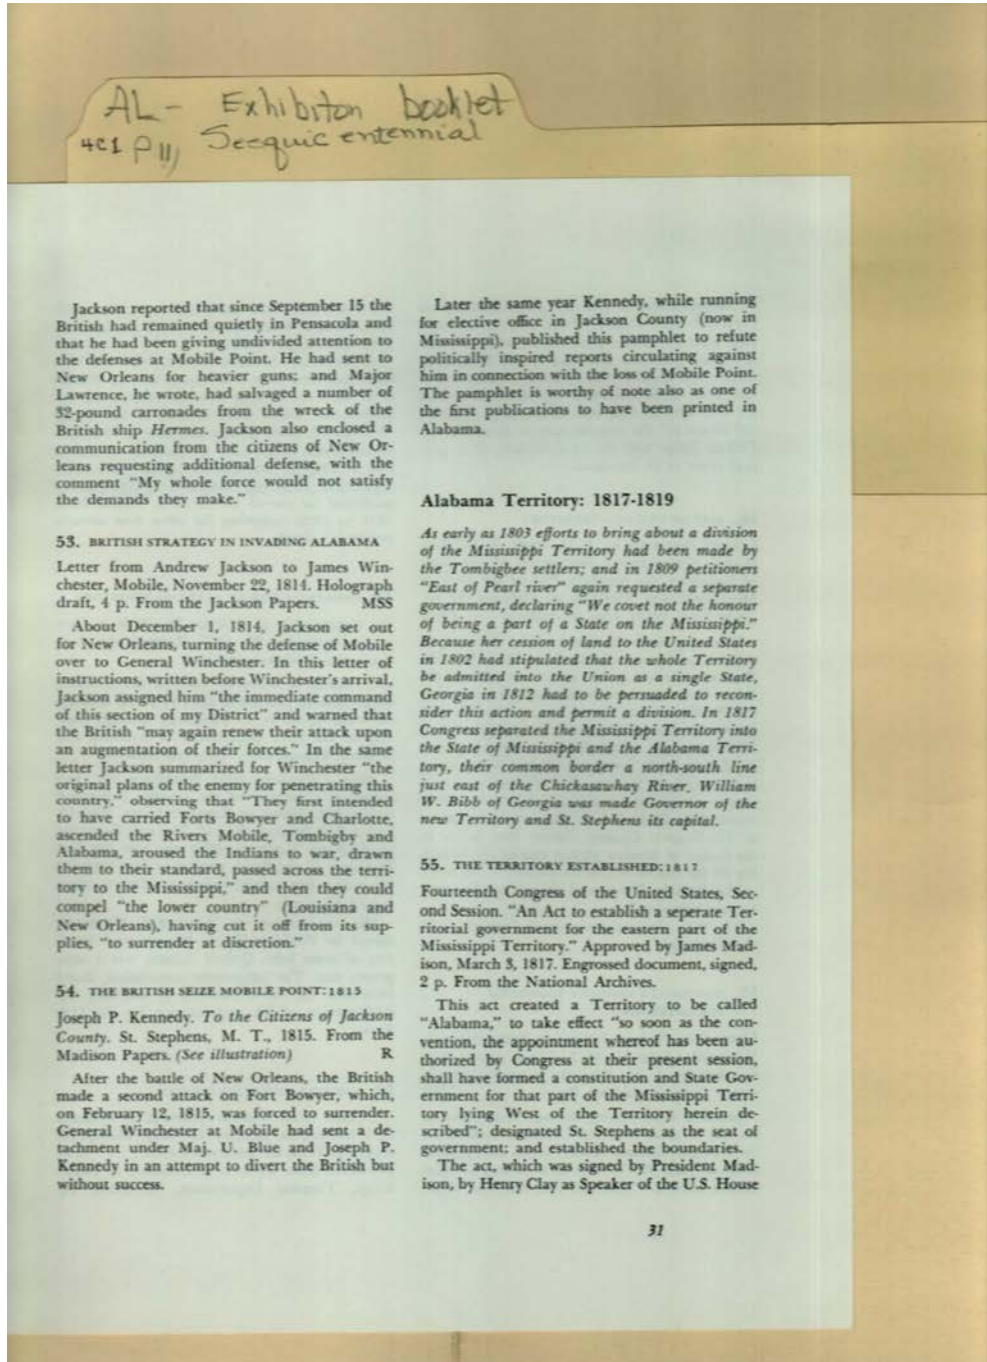 AL - Exhibiton booklet
4C1 P11, Seequicentennial
Jackson reported that since September 15 the
British had remained quietly in Pensacola and
that he had been giving undivided attention to
the defenses at Mobile Point. He had sent to
New Orleans for heavier guns; and Major
Lawrence, he wrote, had salvaged a number of
32-pound carronades from the wreck of the
British ship Hermes. Jackson also enclosed a
communication from the citizens of New Or-
leans requesting additional defense, with the
comment "My whole force would not satisfy
the demands they make."
53. BRITISH STRATEGY IN INVADING ALABAMA
Letter from Andrew Jackson to James Win-
chester, Mobile, November 22, 1814. Holograph
draft, 4 p. From the Jackson Papers. MSS
About December 1, 1814, Jackson set out
for New Orleans, turning the defense of Mobile
over to General Winchester. In this letter of
instructions, written before Winchester's arrival,
Jackson assigned him "the immediate command
of this section of my District" and warned that
the British "may again renew their attack upon
an augmentation of their forces." In the same
letter Jackson summarized for Winchester "the
original plans of the enemy for penetrating this
country," observing that "They first intended
to have carried Forts Bowyer and Charlotte,
ascended the Rivers Mobile, Tombigby and
Alabama, aroused the Indians to war, drawn
them to their standard, passed across the terri-
tory to the Mississippi," and then they could
compel "the lower country" (Louisiana and
New Orleans), having cut it off from its sup-
plies, "to surrender at discretion."
54. THE BRITISH SEIZE MOBILE POINT: 1815
Joseph P. Kennedy. To the Citizens of Jackson
County. St. Stephens, M. T., 1815. From the
Madison Papers. (See illustration) R
After the battle of New Orleans, the British
made a second attack on Fort Bowyer, which,
on February 12, 1815, was forced to surrender.
General Winchester at Mobile had sent a de-
tachment under Maj. U. Blue and Joseph P.
Kennedy in an attempt to divert the British but
without success.
Later the same year Kennedy, while running
for elective office in Jackson County (now in
Mississippi), published this pamphlet to refute
politically inspired reports circulating against
him in connection with the loss of Mobile Point.
The pamphlet is worthy of note also as one of
the first publications to have been printed in
Alabama.
Alabama Territory: 1817-1819
As early as 1803 efforts to bring about a division
of the Mississippi Territory had been made by
the Tombigbee settlers; and in 1809 petitioners
"East of Pearl river" again requested a separate
government, declaring "We covet not the honour
of being a part of a State on the Mississippi."
Because her cession of land to the United States
in 1802 had stipulated that the whole Territory
be admitted into the Union as a single State,
Georgia in 1812 had to be persuaded to recon-
sider this action and permit a division. In 1817
Congress separated the Mississippi Territory into
the State of Mississippi and the Alabama Terri-
tory, their common border a north-south line
just east of the Chickasawhay River. William
W. Bibb of Georgia was made Governor of the
new Territory and St. Stephens its capital.
55. THE TERRITORY ESTABLISHED: 1817
Fourteenth Congress of the United States, Sec-
ond Session. "An Act to establish a seperate Ter-
ritorial government for the eastern part of the
Mississippi Territory." Approved by James Mad-
ison, March 3, 1817. Engrossed document, signed,
2 p. From the National Archives.
This act created a Territory to be called
"Alabama," to take effect "so soon as the con-
vention, the appointment whereof has been au-
thorized by Congress at their present session,
shall have formed a constitution and State Gov-
ernment for that part of the Mississippi Terri-
tory lying West of the Territory herein de-
scribed"; designated St. Stephens as the seat of
government; and established the boundaries.
The act, which was signed by President Mad-
ison, by Henry Clay as Speaker of the U.S. House
31